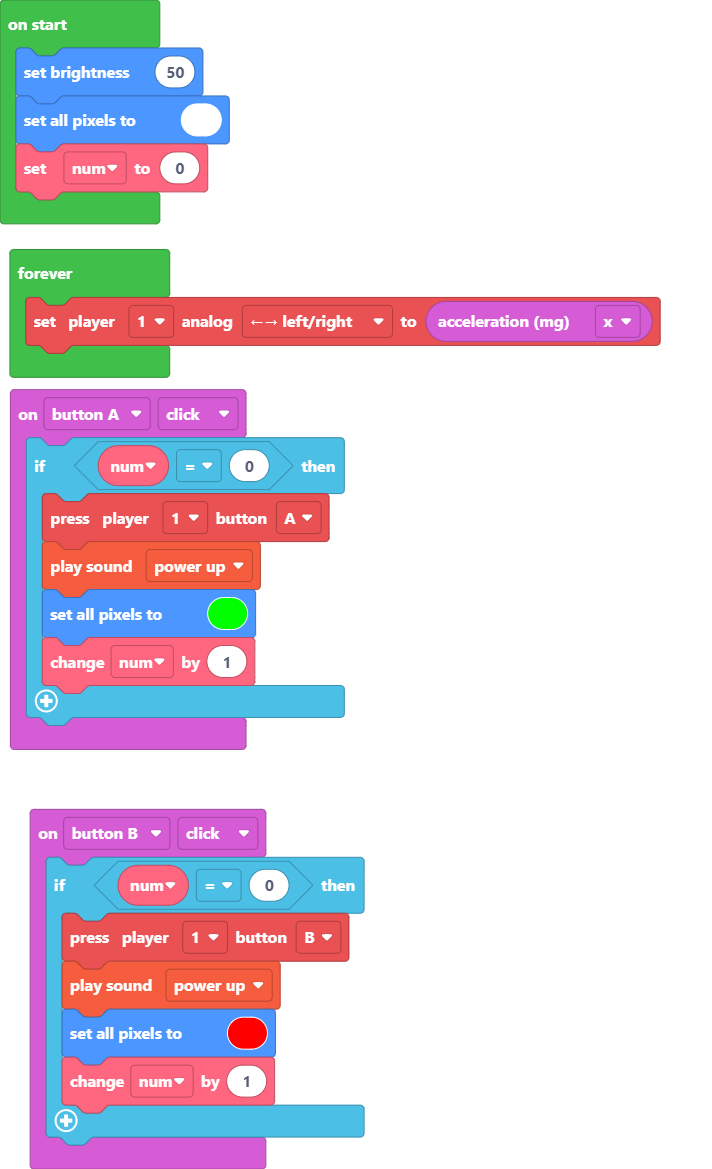 on start
set brightness 50
set all pixels to
set num to 0
forever
set player 1 analog ←→ left/right to acceleration (mg) x
on button A click
if num = 0 then
press player 1 button A
play sound power up
set all pixels to
change num by 1
on button B click
if num = 0 then
press player 1 button B
play sound power up
set all pixels to
change num by 1